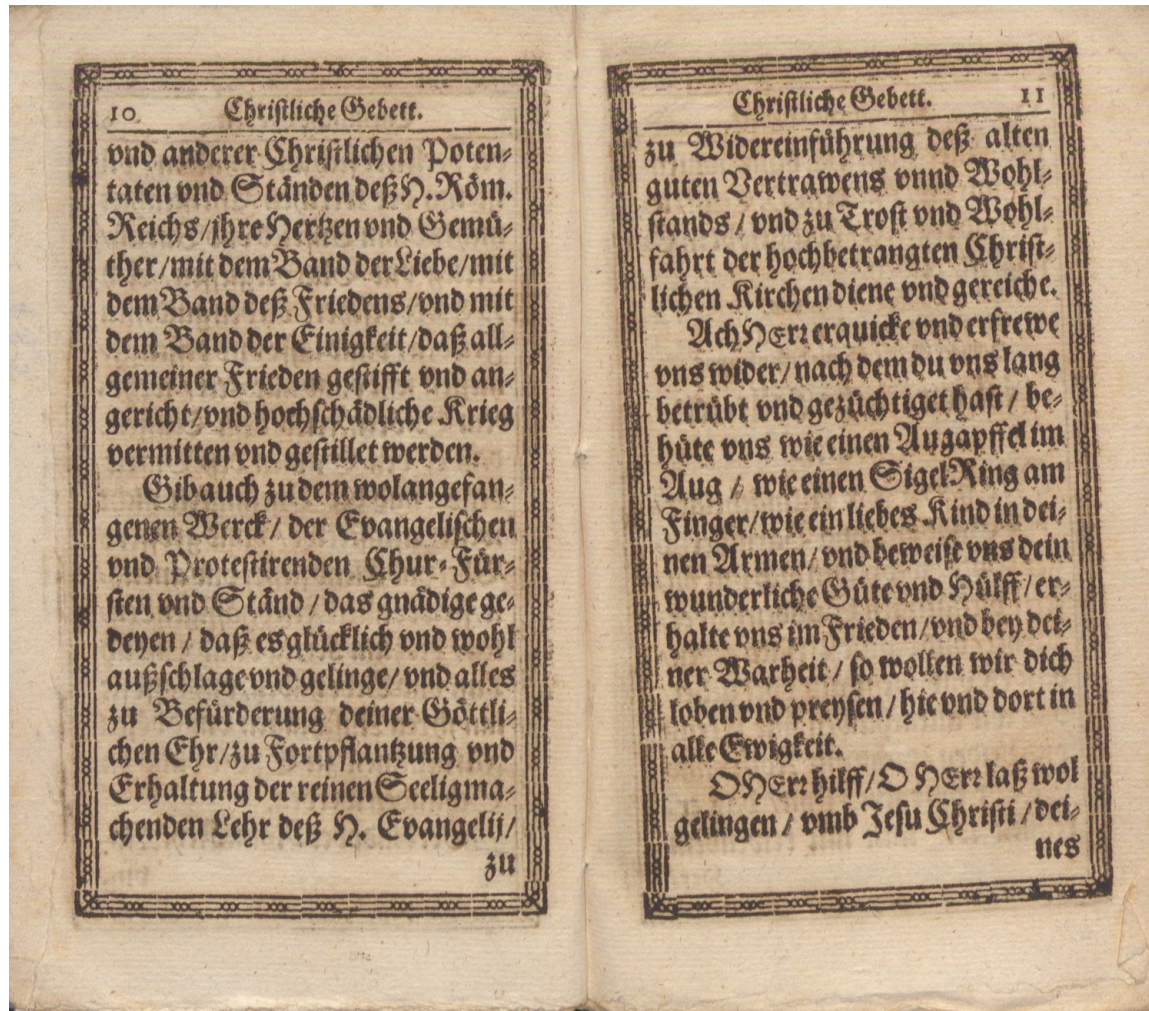 10 Christliche Gebett.
vnd anderer Christlichen Poten-
taten vnd Ständen deß H. Röm.
Reichs/jhre Hertzen vnd Gemü-
ther/mit dem Band der Liebe/mit
dem Band deß Friedens/vnd mit
dem Band der Einigkeit/daß all-
gemeiner Frieden gestifft vnd an-
gericht/vnd hochschädliche Krieg
vermitten vnd gestillet werden.
Gib auch zu dem wolangefan-
genen Werck/ der Evangelischen
vnd Protestirenden Chur-Für-
sten vnd Ständ / das gnädige ge-
deyen / daß es glücklich vnd wohl
außschlage vnd gelinge/ vnd alles
zu Befürderung deiner Göttli-
chen Ehr/zu Fortpflantzung vnd
Erhaltung der reinen Seeligma-
chenden Lehr deß H. Evangelij/
zu
Christliche Gebett. 11
zu Widereinführung deß alten
guten Vertrawens vnnd Wohl-
stands / vnd zu Trost vnd Wohl-
fahrt der hochbetrangten Christ-
lichen Kirchen diene vnd gereiche.
Ach HErr erquicke vnd erfrewe
vns wider/ nach dem du vns lang
betrübt vnd gezüchtiget hast / be-
hüte vns wie einen Augapffel im
Aug / wie einen SigelRing am
Finger/wie ein liebes Kind in dei-
nen Armen/ vnd beweise vns dein
wunderliche Güte vnd Hülff/ er-
halte vns im Frieden/vnd bey dei-
ner Warheit / so wollen wir dich
loben vnd preysen / hie vnd dort in
alle Ewigkeit.
O HErr hilff/ O HErr laß wol
gelingen / vmb Jesu Christi / dei-
nes